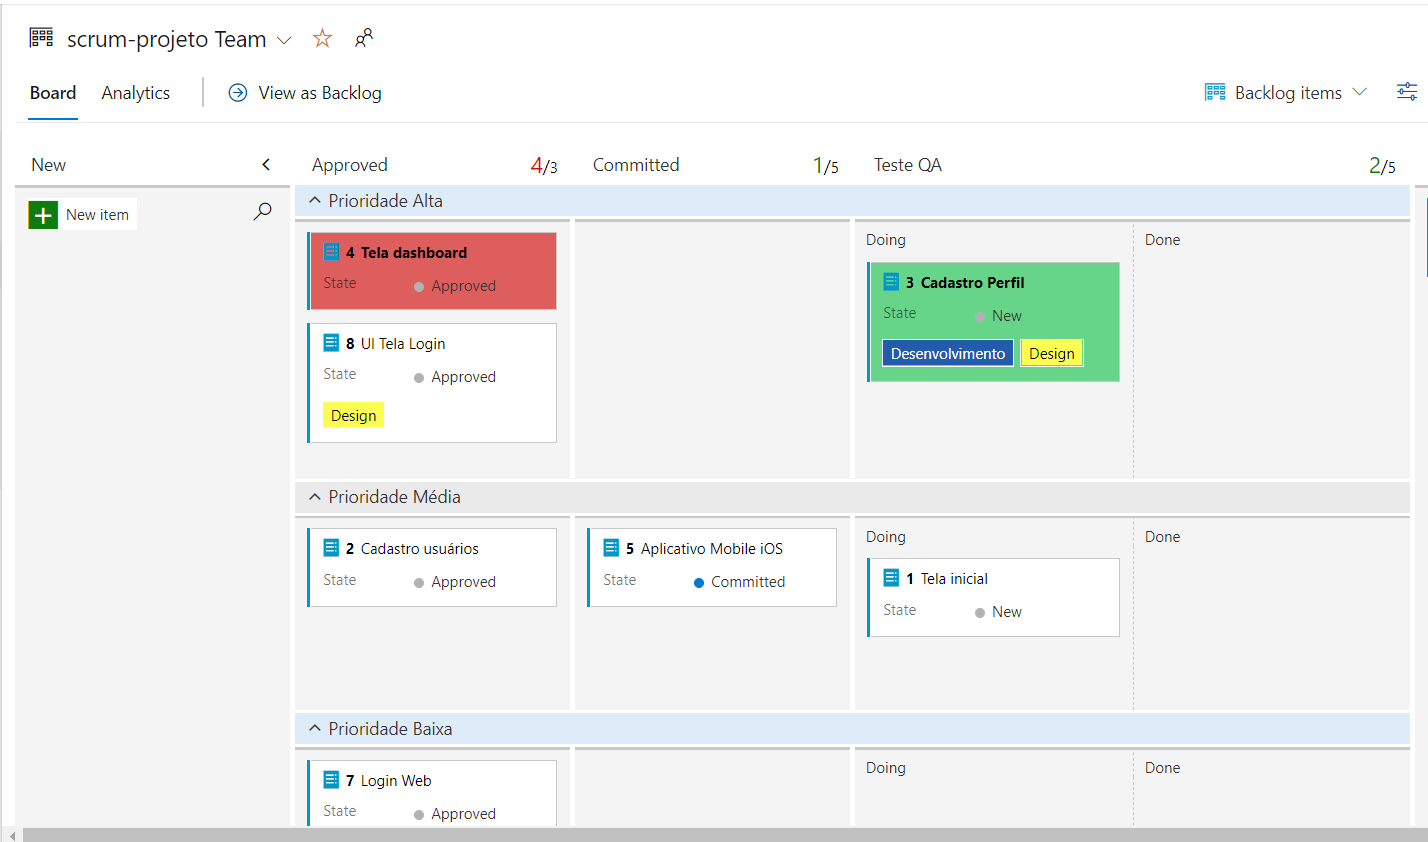 scrum-projeto Team
Board Analytics View as Backlog Backlog items
New Approved 4/3 Committed 1/5 Teste QA 2/5
New item
Prioridade Alta
4 Tela dashboard
State Approved
8 UI Tela Login
State Approved
Design
Doing Done
3 Cadastro Perfil
State New
Desenvolvimento Design
Prioridade Média
2 Cadastro usuários
State Approved
5 Aplicativo Mobile iOS
State Committed
Doing Done
1 Tela inicial
State New
Prioridade Baixa
7 Login Web
State Approved
Doing Done